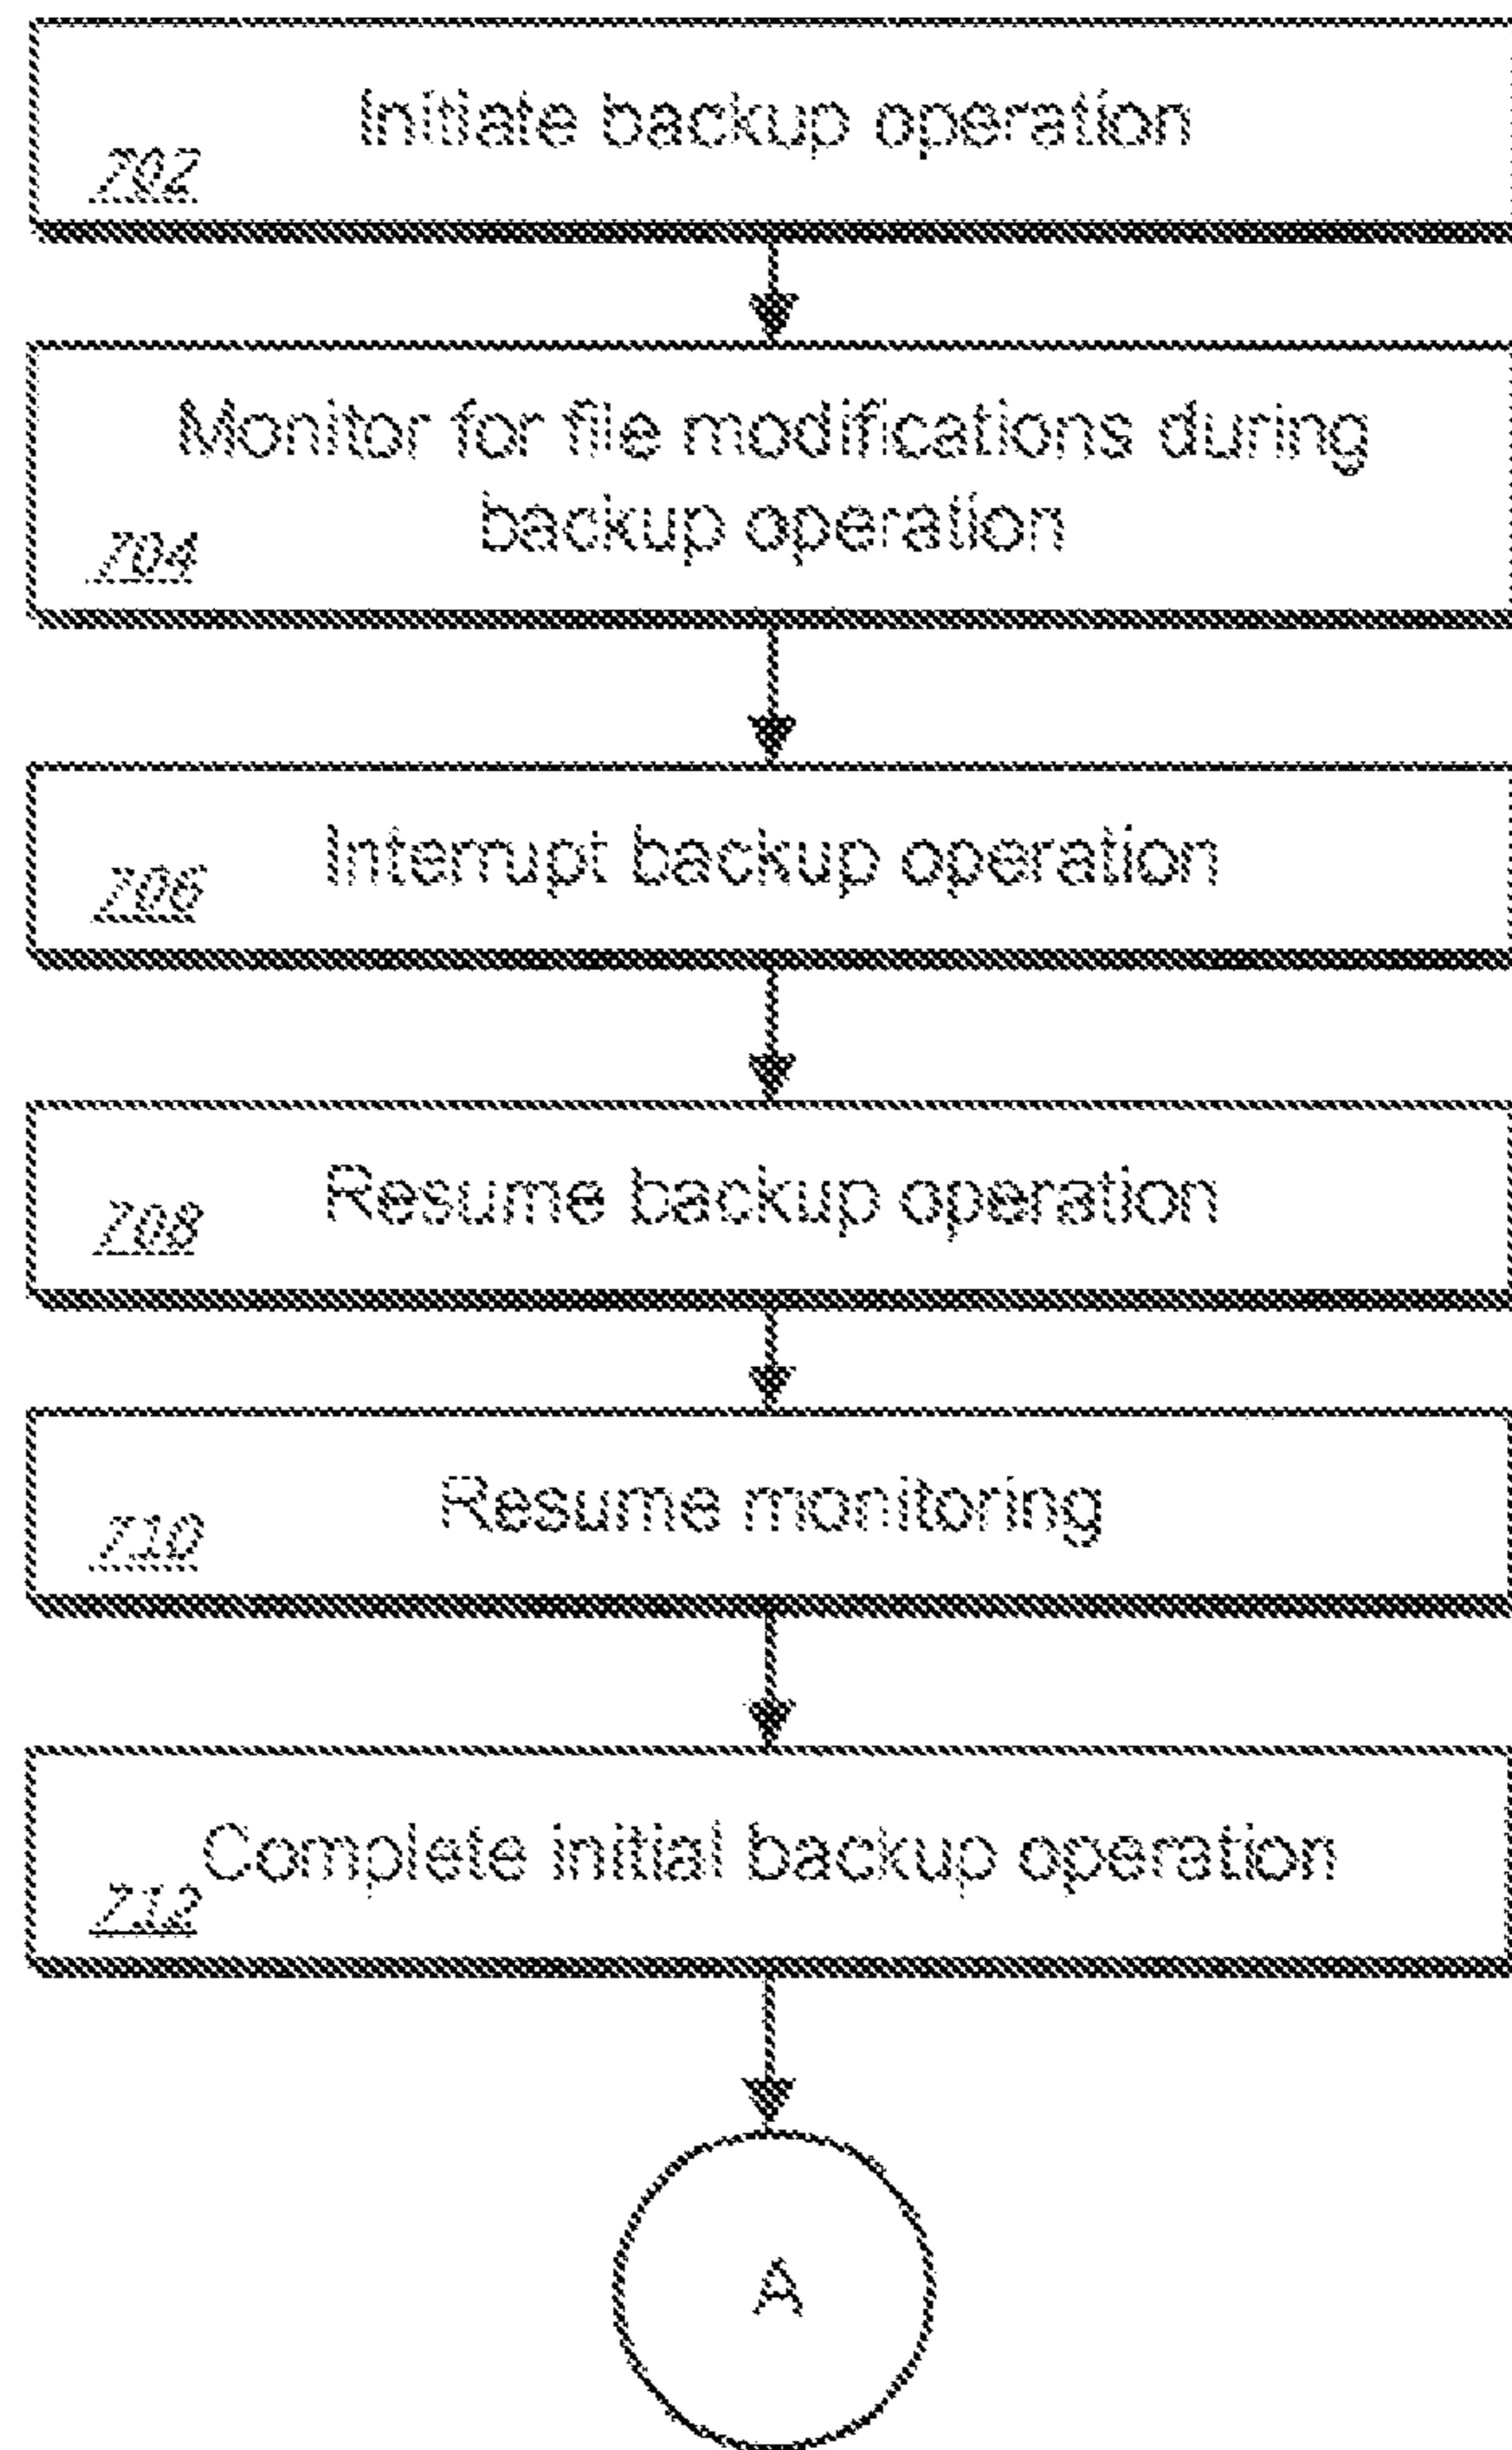 Initiate backup operation
702
Monitor for file modifications during
backup operation
704
Interrupt backup operation
706
Resume backup operation
708
Resume monitoring
710
Complete initial backup operation
712
A